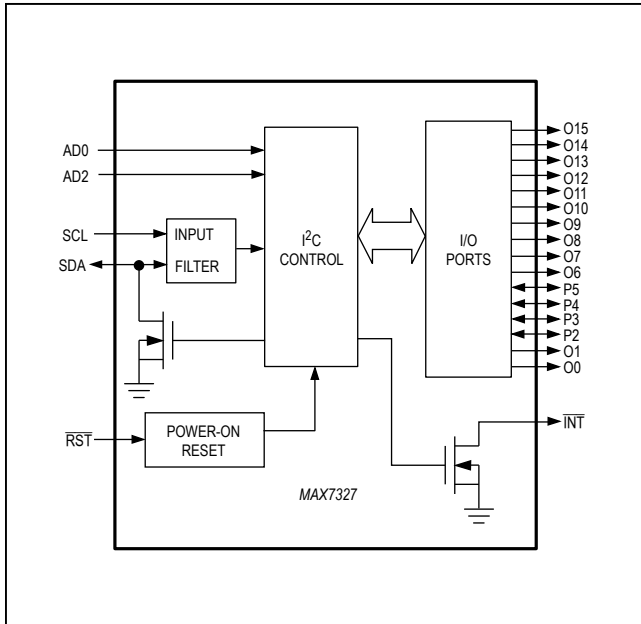 AD0
AD2
SCL
SDA
INPUT
FILTER
I²C
CONTROL
I/O
PORTS
O15
O14
O13
O12
O11
O10
O9
O8
O7
O6
P5
P4
P3
P2
O1
O0
RST
POWER-ON
RESET
INT
MAX7327